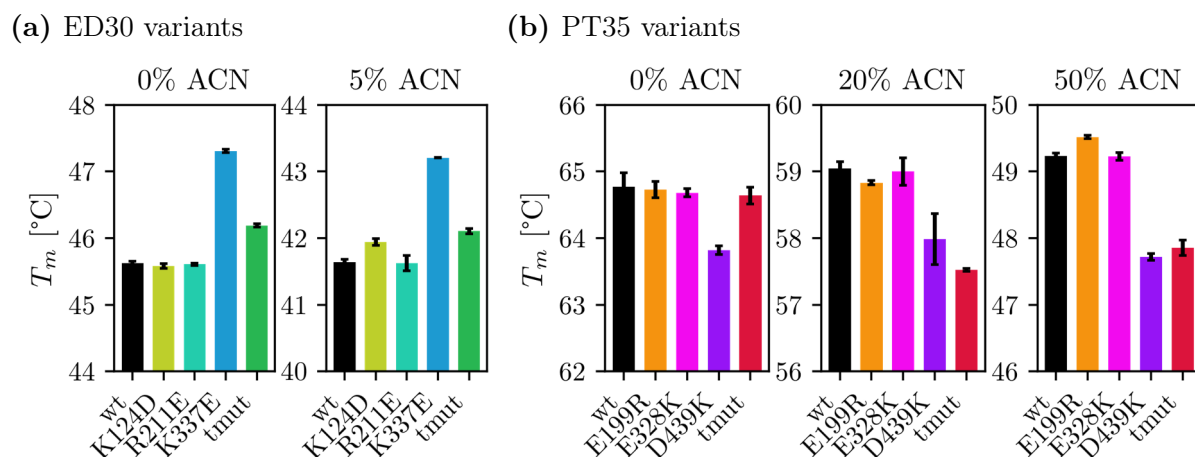 (a) ED30 variants
(b) PT35 variants
0% ACN
5% ACN
0% ACN
20% ACN
50% ACN
T_m [°C]
48
47
46
45
44
wt
K124D
R211E
K337E
tmut
44
43
42
41
40
wt
K124D
R211E
K337E
tmut
T_m [°C]
66
65
64
63
62
wt
E199R
E328K
D439K
tmut
60
59
58
57
56
wt
E199R
E328K
D439K
tmut
50
49
48
47
46
wt
E199R
E328K
D439K
tmut